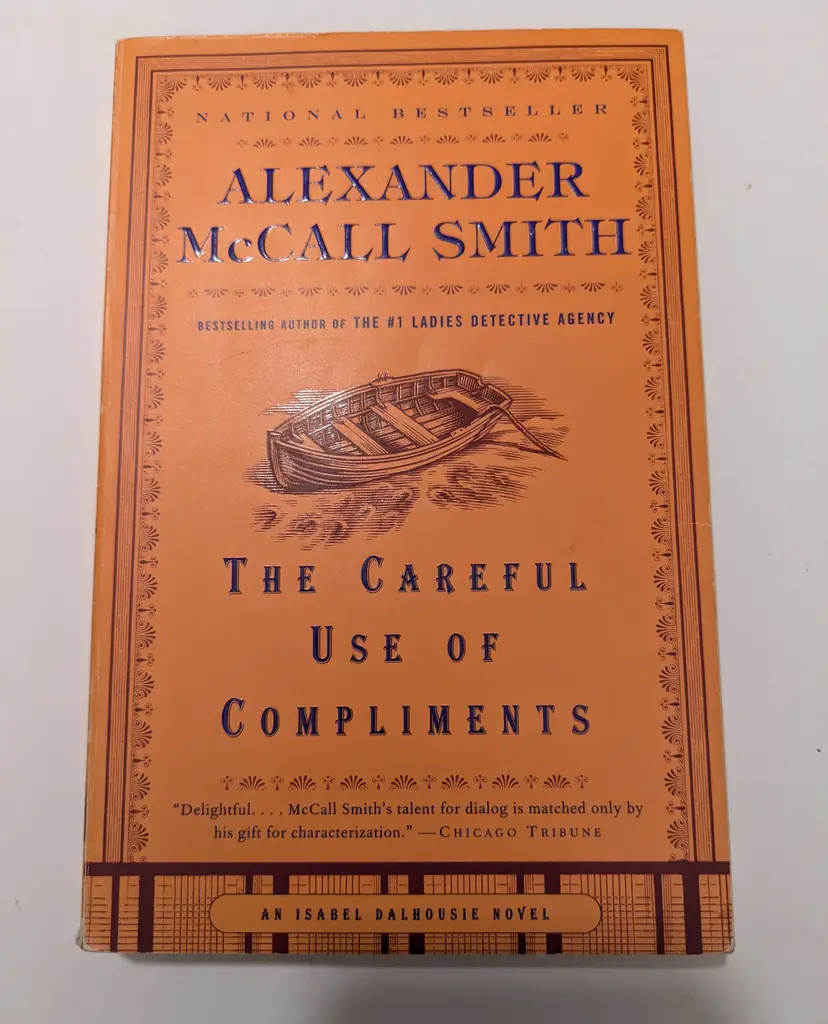 NATIONAL BESTSELLER
ALEXANDER
McCALL SMITH
BESTSELLING AUTHOR OF THE #1 LADIES DETECTIVE AGENCY
THE CAREFUL
USE OF
COMPLIMENTS
“Delightful. . . . McCall Smith’s talent for dialog is matched only by
his gift for characterization.” —CHICAGO TRIBUNE
AN ISABEL DALHOUSIE NOVEL